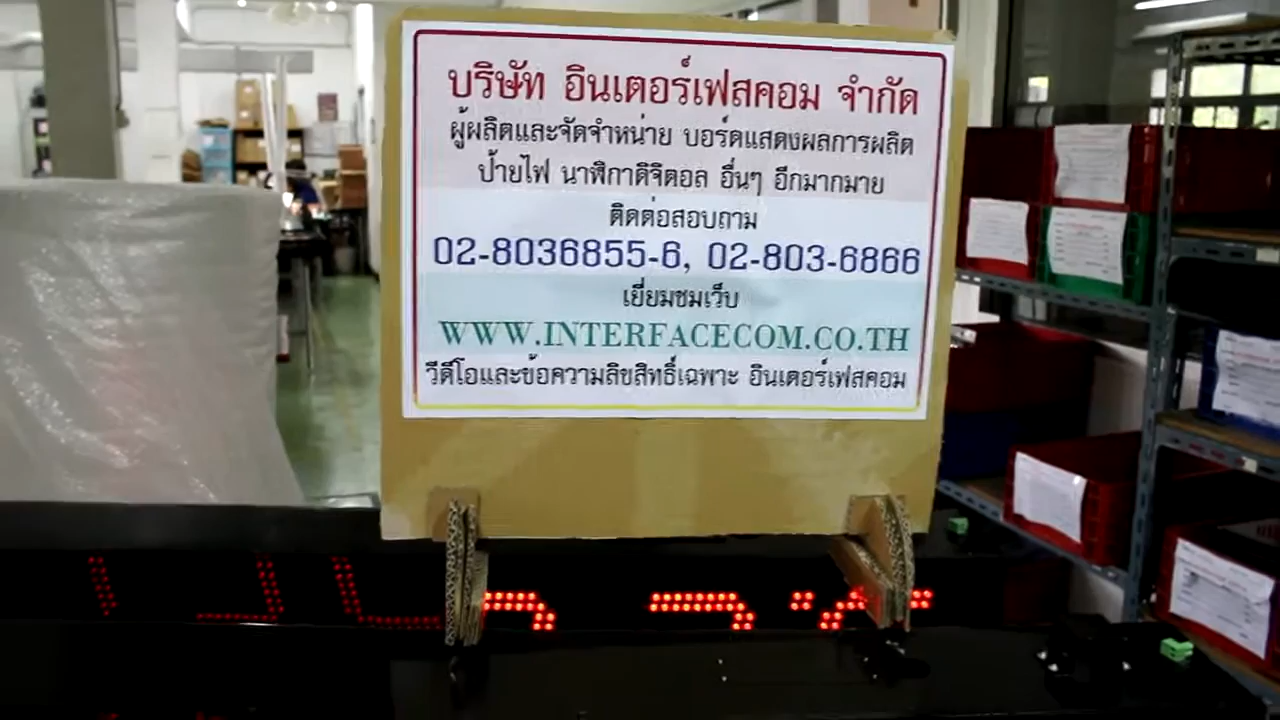 บริษัท อินเตอร์เฟสคอม จำกัด
ผู้ผลิตและจัดจำหน่าย บอร์ดแสดงผลการผลิต
ป้ายไฟ นาฬิกาดิจิตอล อื่นๆ อีกมากมาย
ติดต่อสอบถาม
02-8036855-6, 02-803-6866
เยี่ยมชมเว็บ
WWW.INTERFACECOM.CO.TH
วีดีโอและข้อความลิขสิทธิ์เฉพาะ อินเตอร์เฟสคอม